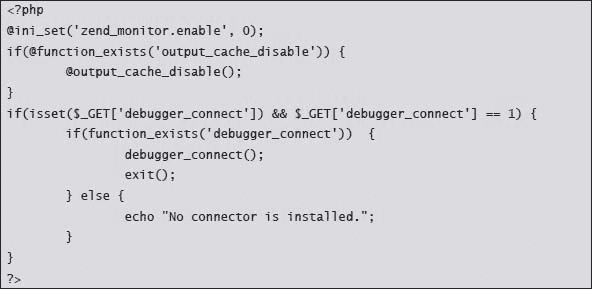 <?php
@ini_set('zend_monitor.enable', 0);
if(@function_exists('output_cache_disable')) {
        @output_cache_disable();
}
if(isset($_GET['debugger_connect']) && $_GET['debugger_connect'] == 1) {
        if(function_exists('debugger_connect'))  {
                debugger_connect();
                exit();
        } else {
                echo "No connector is installed.";
        }
}
?>